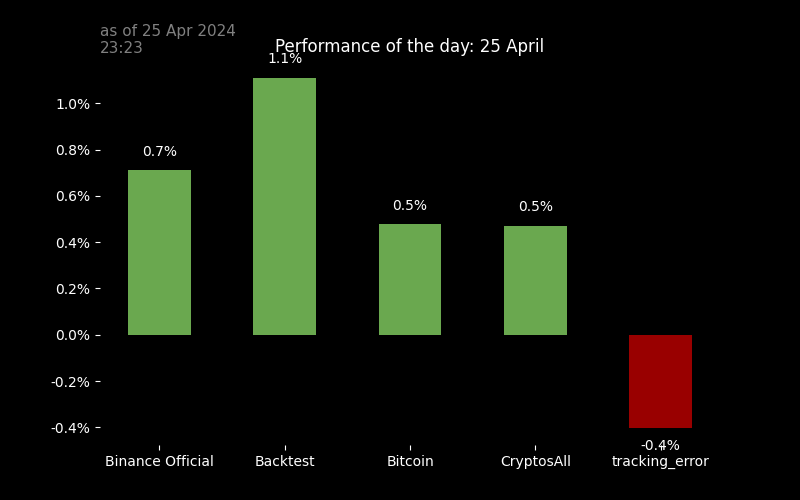 as of 25 Apr 2024
23:23
Performance of the day: 25 April
1.1%
1.0%
0.8%
0.7%
0.6%
0.5%
0.5%
0.4%
0.2%
0.0%
-0.2%
-0.4%
-0.4%
Binance Official
Backtest
Bitcoin
CryptosAll
tracking_error